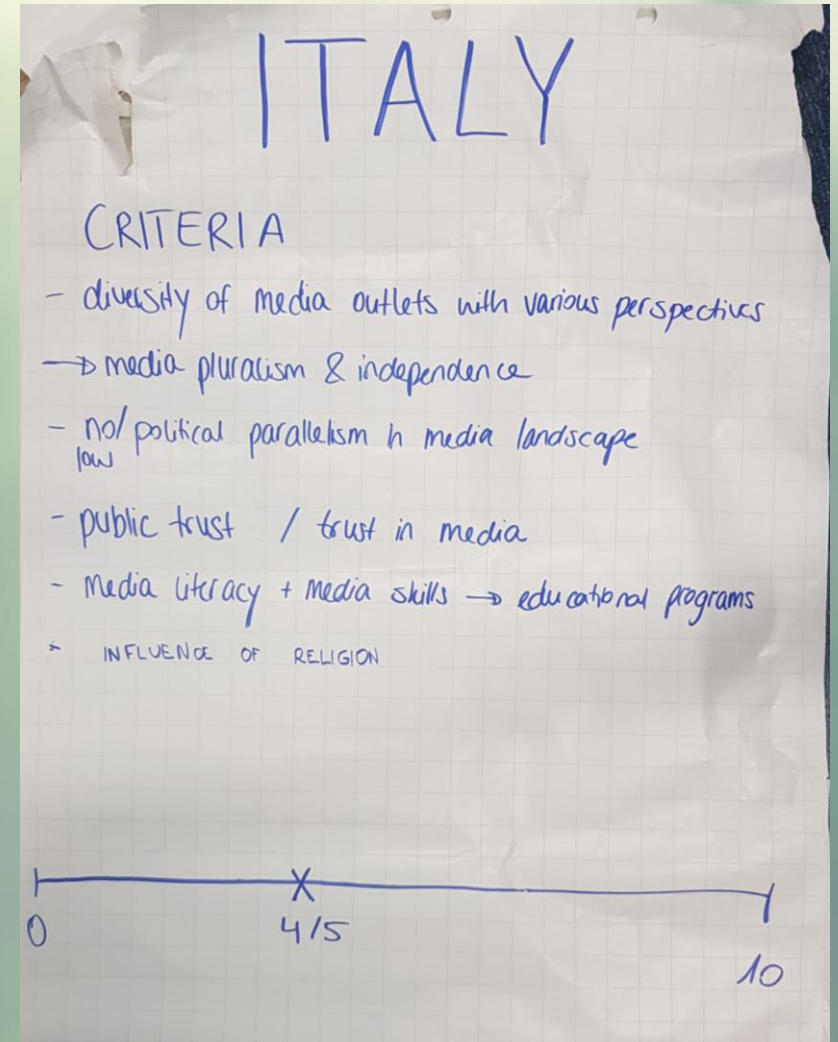 ITALY
CRITERIA
- diversity of media outlets with various perspectives
→ media pluralism & independence
- no/political parallelism in media landscape
low
- public trust / trust in media
- media literacy + media skills → educational programs
- INFLUENCE OF RELIGION
0 4/5 10